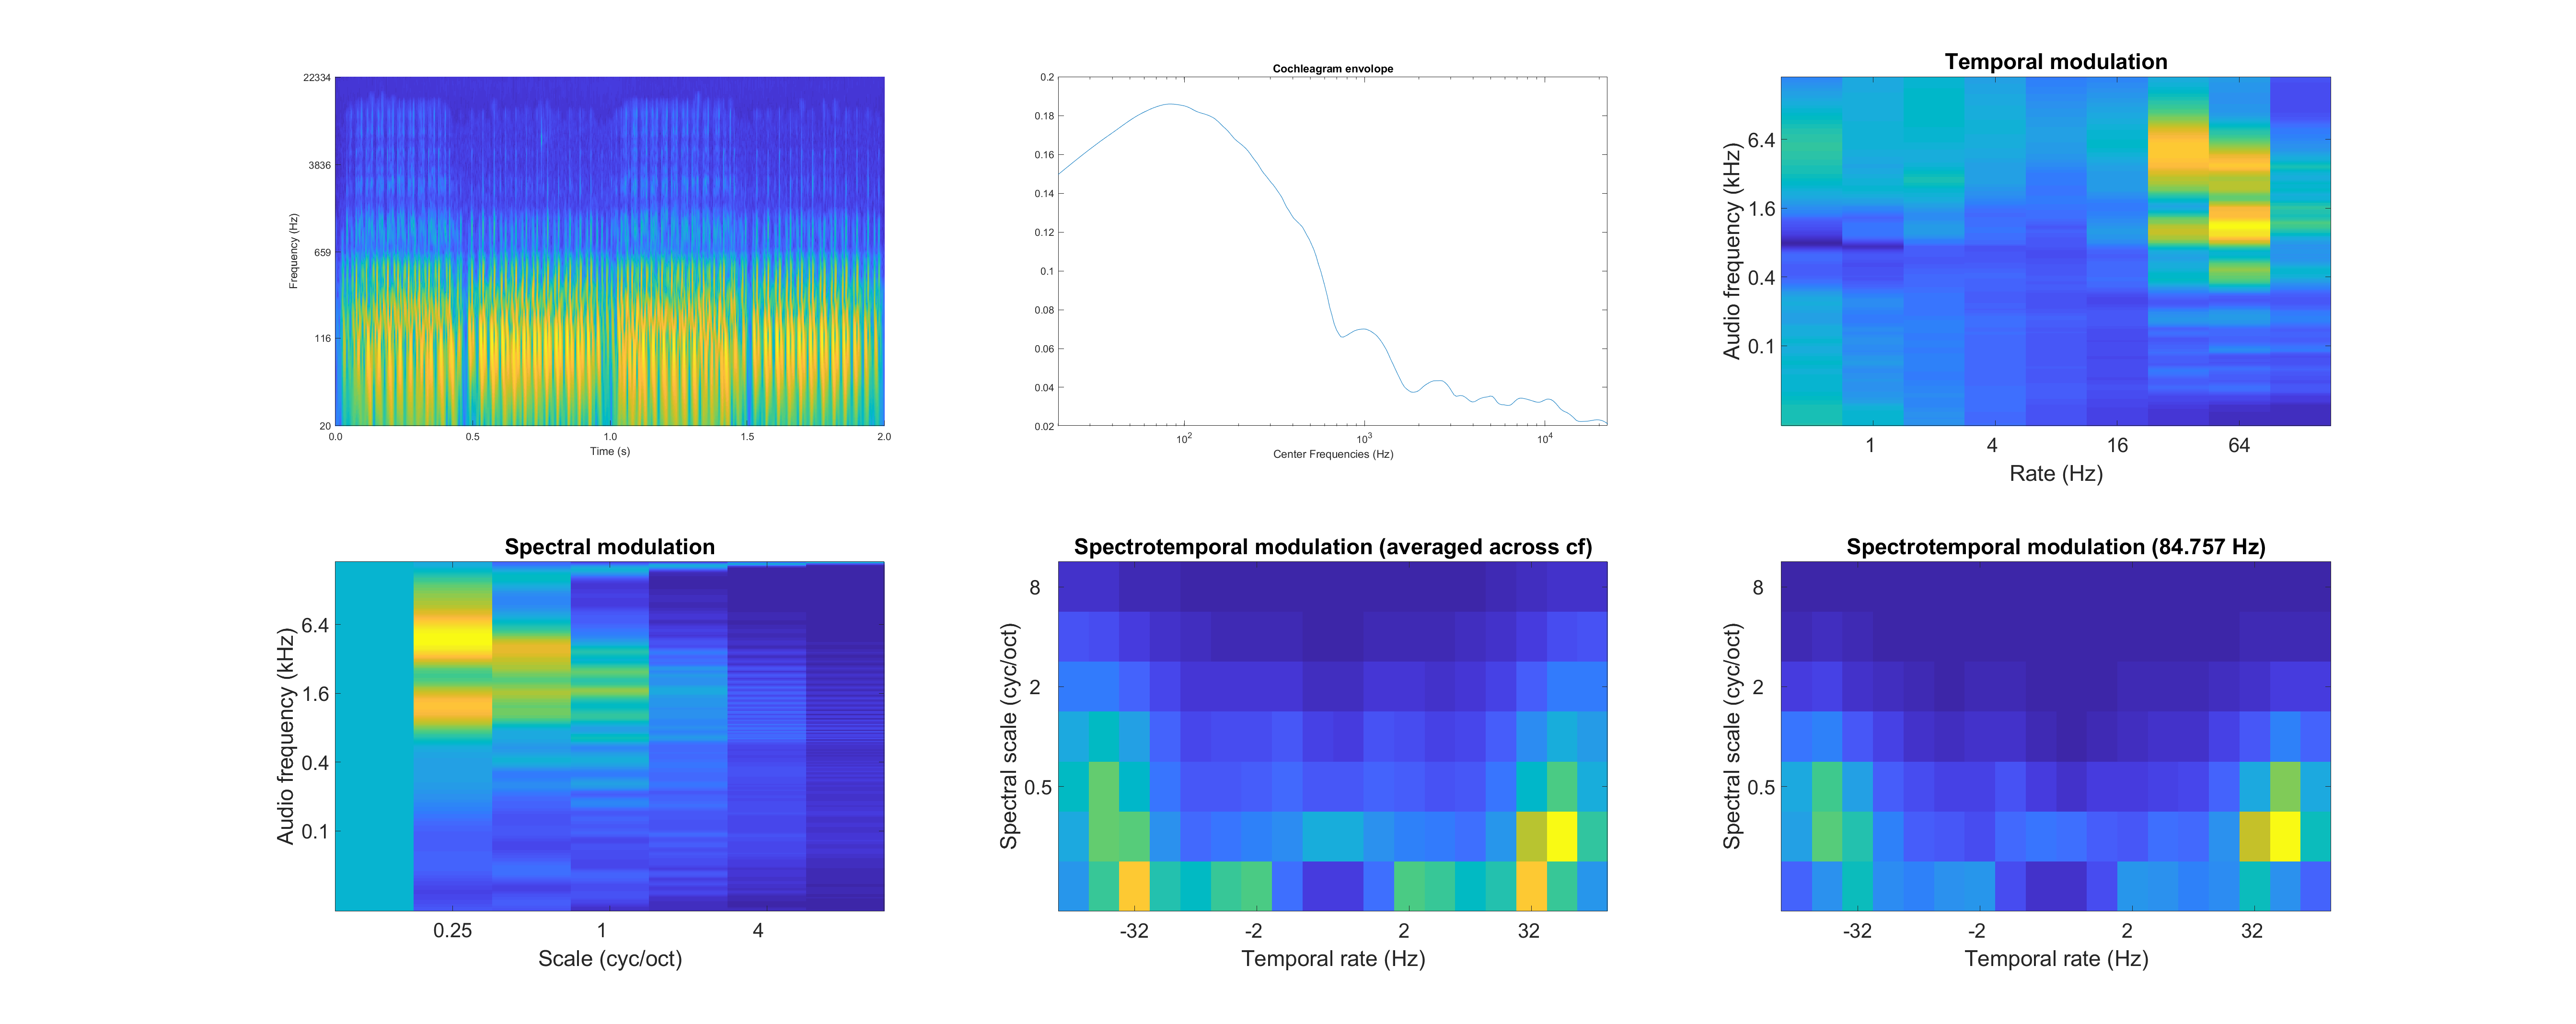 22334
3836
659
116
20
Frequency (Hz)
0.0 0.5 1.0 1.5 2.0
Time (s)
Cochleagram envolope
0.2
0.18
0.16
0.14
0.12
0.1
0.08
0.06
0.04
0.02
10^2 10^3 10^4
Center Frequencies (Hz)
Temporal modulation
6.4
1.6
0.4
0.1
Audio frequency (kHz)
1 4 16 64
Rate (Hz)
Spectral modulation
6.4
1.6
0.4
0.1
Audio frequency (kHz)
0.25 1 4
Scale (cyc/oct)
Spectrotemporal modulation (averaged across cf)
8
2
0.5
Spectral scale (cyc/oct)
-32 -2 2 32
Temporal rate (Hz)
Spectrotemporal modulation (84.757 Hz)
8
2
0.5
Spectral scale (cyc/oct)
-32 -2 2 32
Temporal rate (Hz)